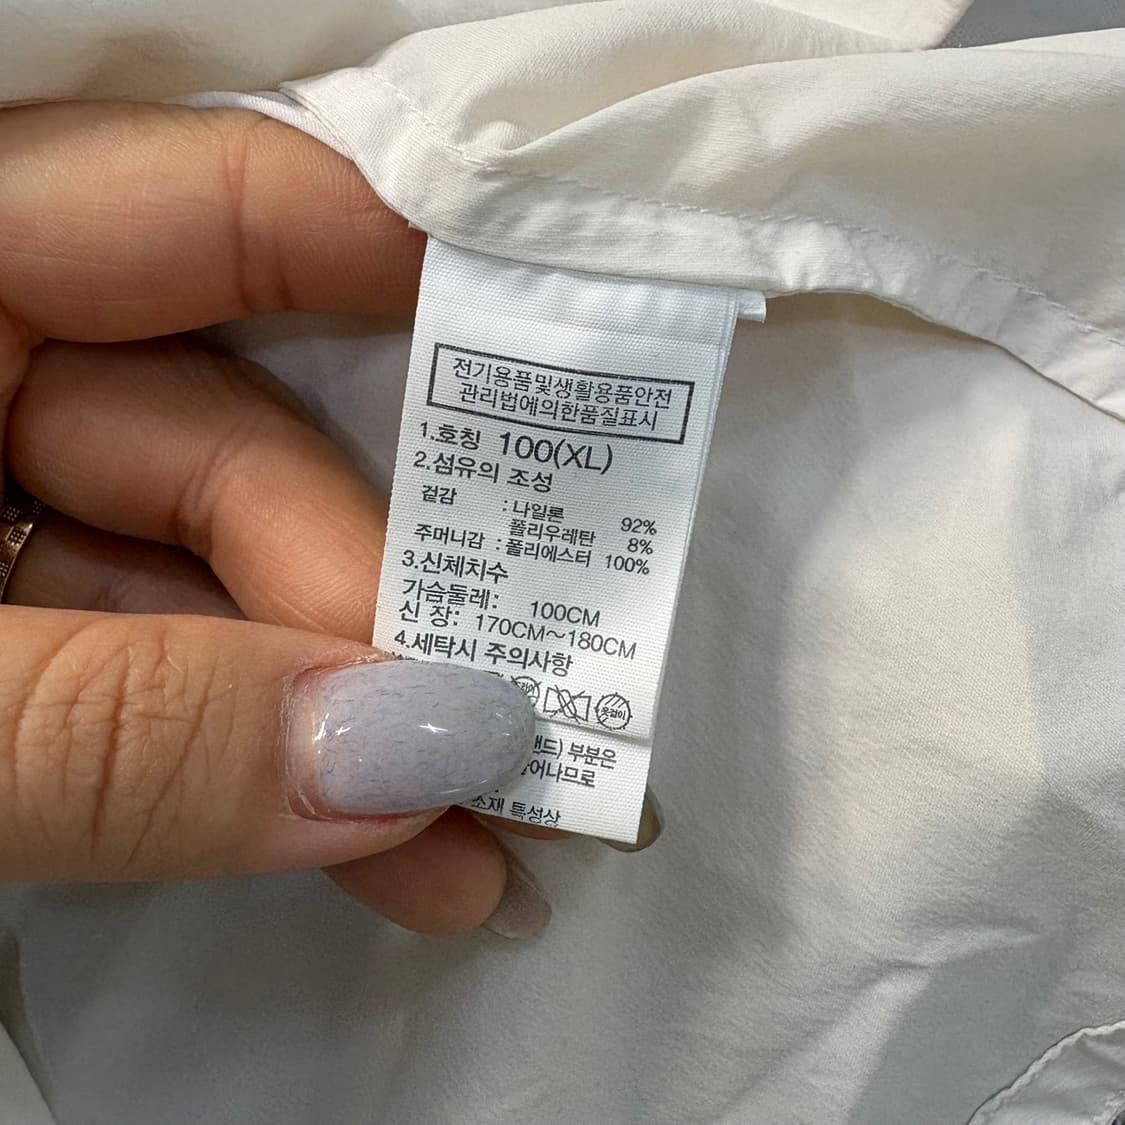 전기용품및생활용품안전
관리법에의한품질표시
1.호칭 100(XL)
2.섬유의 조성
겉감 : 나일론 92%
폴리우레탄 8%
주머니감 : 폴리에스터 100%
3.신체치수
가슴둘레: 100CM
신 장: 170CM~180CM
4.세탁시 주의사항
옷걸이
부분은
소재 특성상